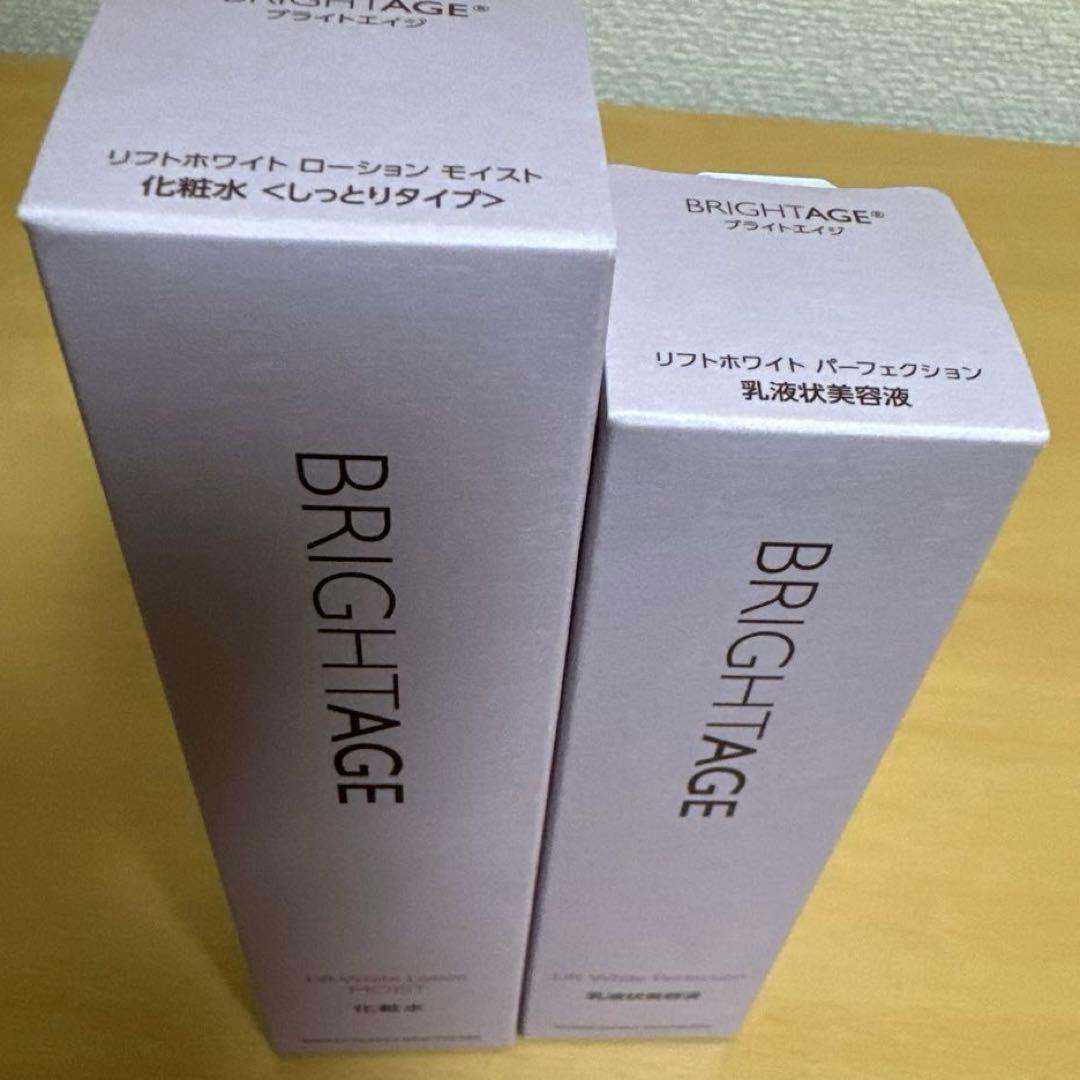 BRIGHTAGE®
ブライトエイジ
リフトホワイト ローション モイスト
化粧水 <しっとりタイプ>
BRIGHTAGE
Lift White Lotion
MOIST
化粧水
BRIGHTAGE®
ブライトエイジ
リフトホワイト パーフェクション
乳液状美容液
BRIGHTAGE
Lift White Perfection
乳液状美容液